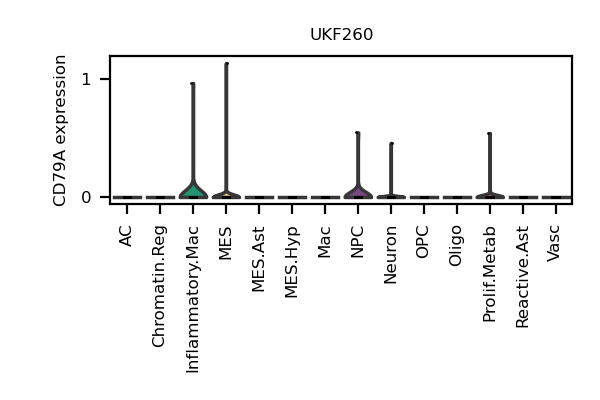 UKF260
CD79A expression
1
0
AC
Chromatin.Reg
Inflammatory.Mac
MES
MES.Ast
MES.Hyp
Mac
NPC
Neuron
OPC
Oligo
Prolif.Metab
Reactive.Ast
Vasc